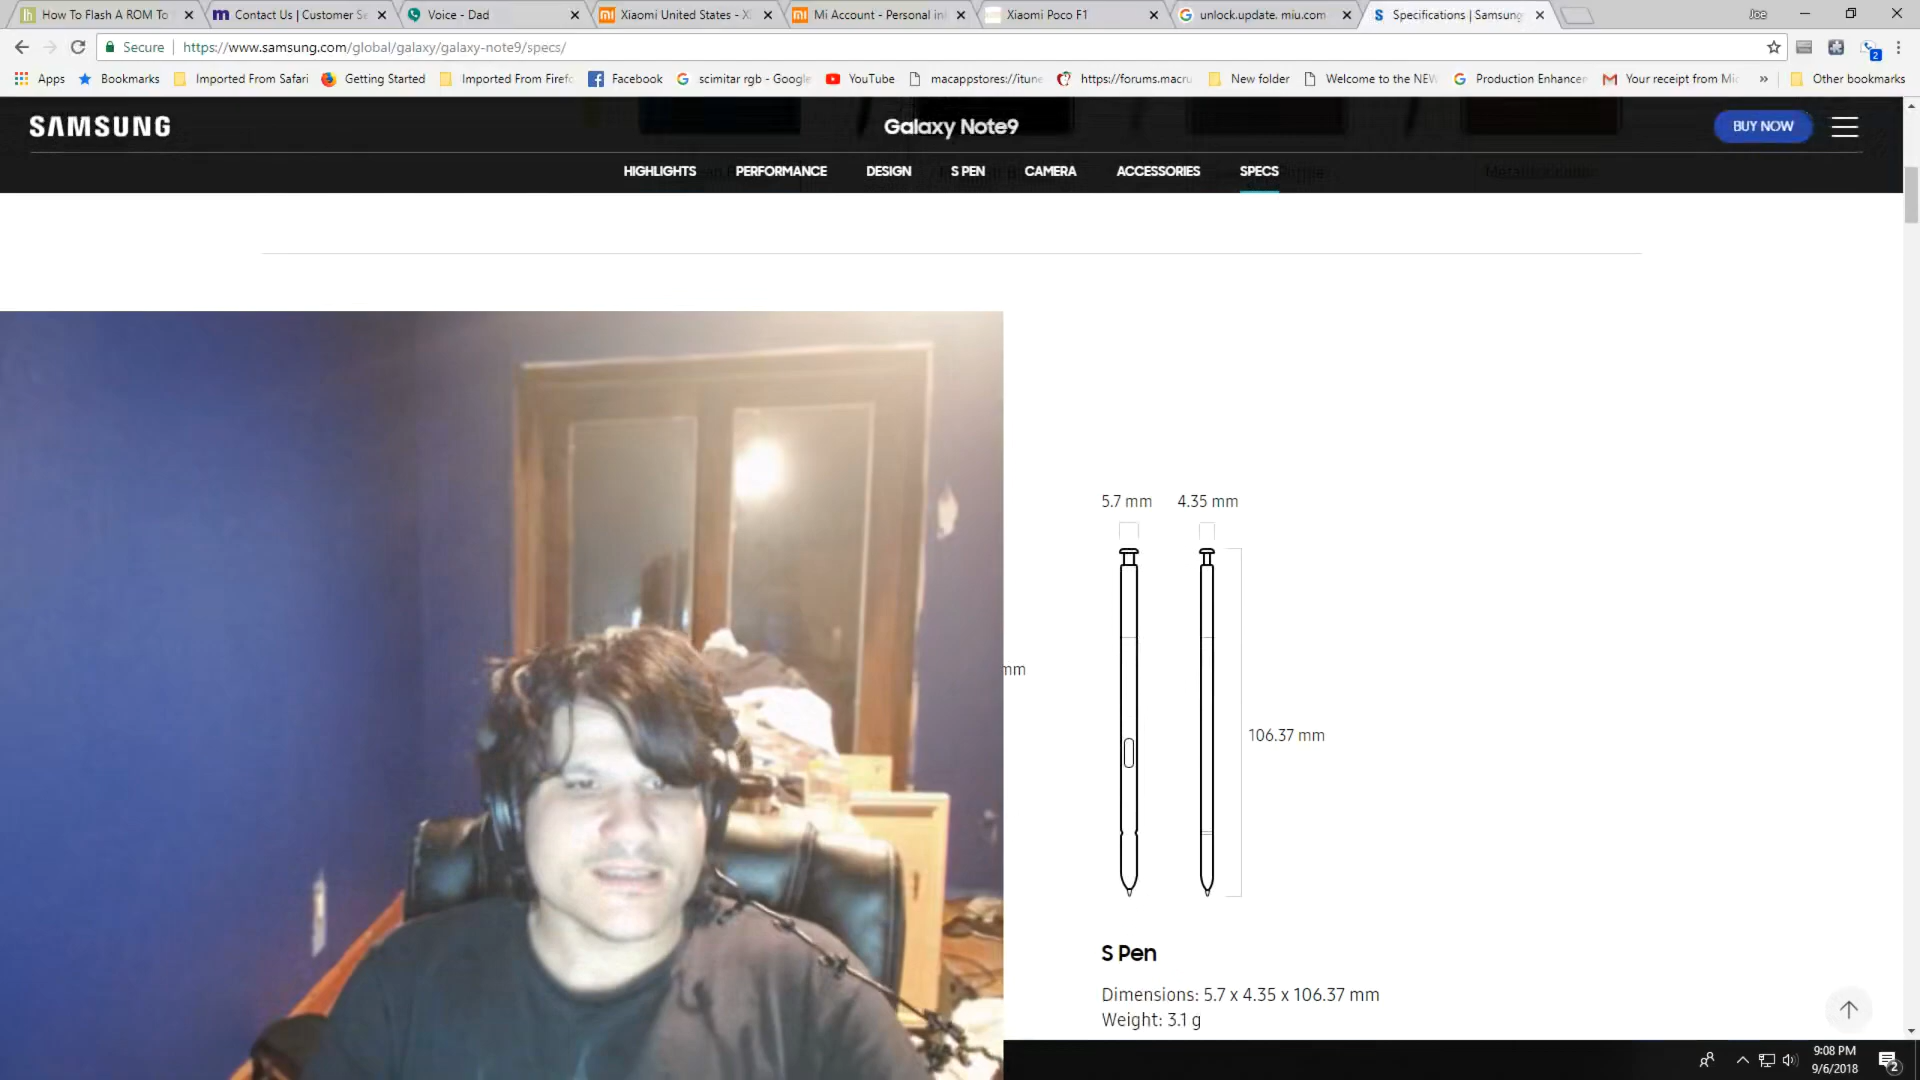 How To Flash A ROM To
Contact Us | Customer Se
Voice - Dad
Xiaomi United States - X
Mi Account - Personal in
Xiaomi Poco F1
unlock.update. miu.com
Specifications | Samsung
Joe
Secure
https://www.samsung.com/global/galaxy/galaxy-note9/specs/
2
Apps
Bookmarks
Imported From Safari
Getting Started
Imported From Firefo
Facebook
scimitar rgb - Google
YouTube
macappstores://itune
https://forums.macru
New folder
Welcome to the NEW
Production Enhancer
Your receipt from Mic
»
Other bookmarks
SAMSUNG
Galaxy Note9
BUY NOW
HIGHLIGHTS
PERFORMANCE
DESIGN
S PEN
CAMERA
ACCESSORIES
SPECS
5.7 mm
4.35 mm
mm
106.37 mm
S Pen
Dimensions: 5.7 x 4.35 x 106.37 mm
Weight: 3.1 g
9:08 PM
9/6/2018
2